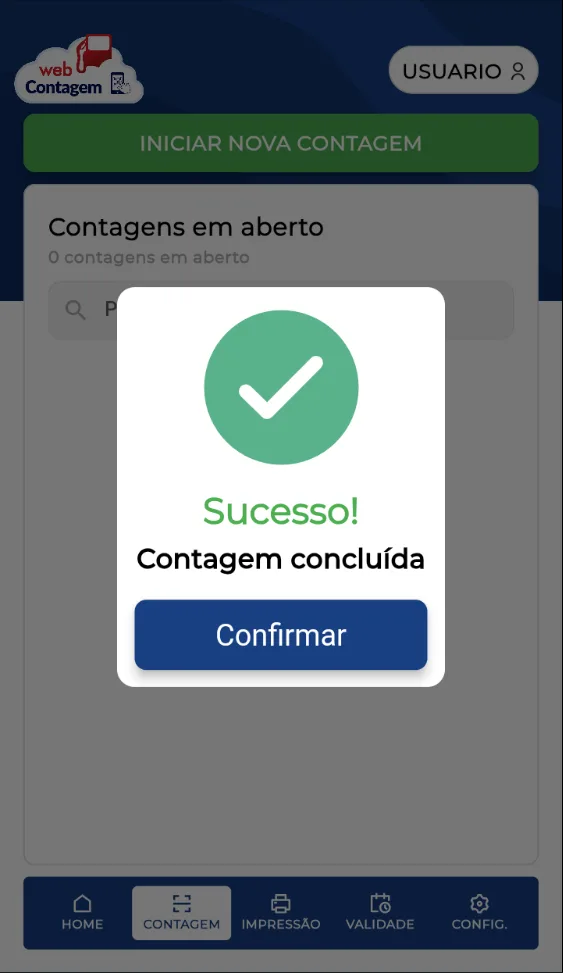 web
Contagem
USUARIO
INICIAR NOVA CONTAGEM
Contagens em aberto
0 contagens em aberto
Sucesso!
Contagem concluída
Confirmar
HOME
CONTAGEM
IMPRESSÃO
VALIDADE
CONFIG.